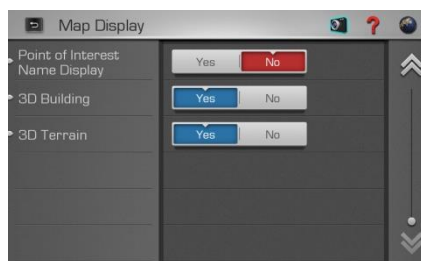 Map Display
?
Point of Interest
Name Display
Yes No
3D Building
Yes No
3D Terrain
Yes No